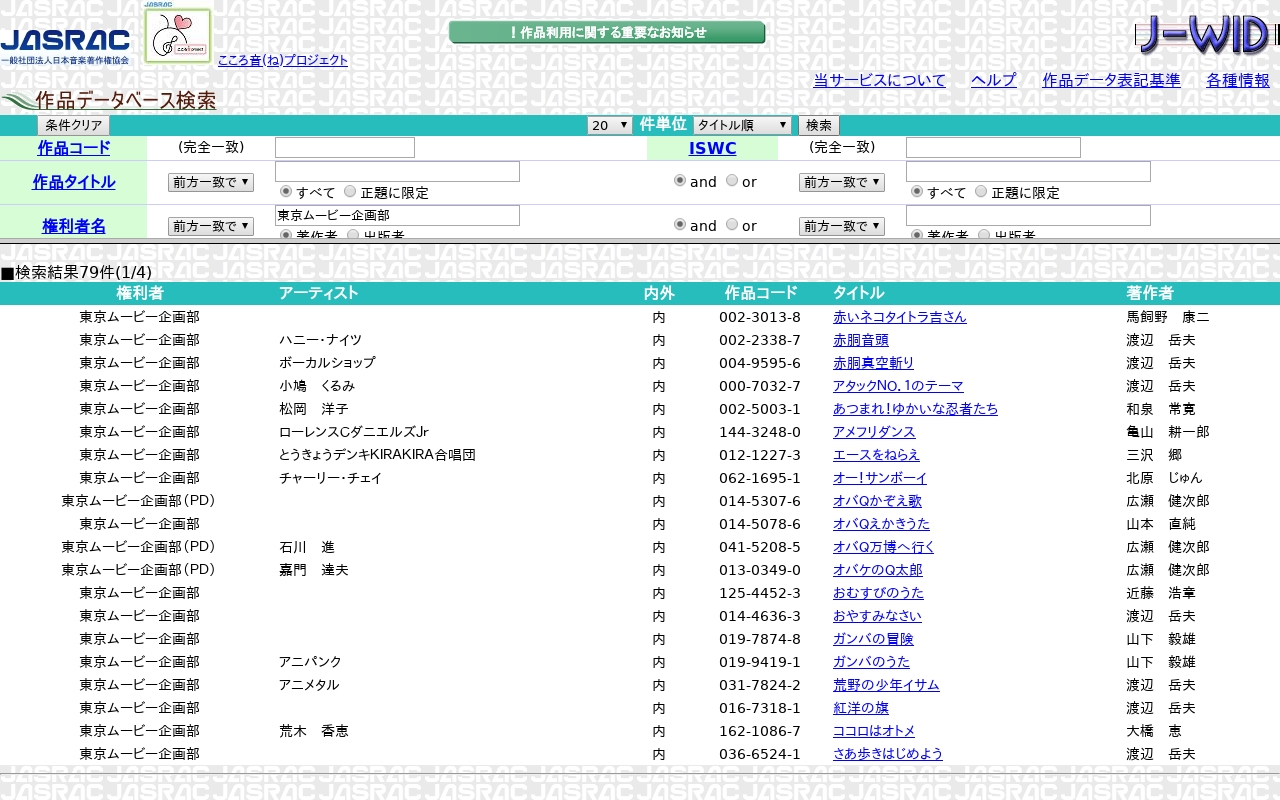 JASRAC
JASRAC
一般社団法人日本音楽著作権協会
こころ音(ね)プロジェクト
！作品利用に関する重要なお知らせ
J-WID
当サービスについて ヘルプ 作品データ表記基準 各種情報
作品データベース検索
条件クリア 20 件単位 タイトル順 検索
作品コード (完全一致) ISWC (完全一致)
作品タイトル 前方一致で すべて 正題に限定 and or 前方一致で すべて 正題に限定
権利者名 前方一致で 東京ムービー企画部 著作者 出版者 and or 前方一致で 著作者 出版者
■検索結果79件(1/4)
権利者 アーティスト 内外 作品コード タイトル 著作者
東京ムービー企画部 内 002-3013-8 赤いネコタイトラ吉さん 馬飼野　康二
東京ムービー企画部 ハニー・ナイツ 内 002-2338-7 赤胴音頭 渡辺　岳夫
東京ムービー企画部 ボーカルショップ 内 004-9595-6 赤胴真空斬り 渡辺　岳夫
東京ムービー企画部 小鳩　くるみ 内 000-7032-7 アタックＮＯ．１のテーマ 渡辺　岳夫
東京ムービー企画部 松岡　洋子 内 002-5003-1 あつまれ！ゆかいな忍者たち 和泉　常寛
東京ムービー企画部 ローレンスＣダニエルズＪｒ 内 144-3248-0 アメフリダンス 亀山　耕一郎
東京ムービー企画部 とうきょうデンキＫＩＲＡＫＩＲＡ合唱団 内 012-1227-3 エースをねらえ 三沢　郷
東京ムービー企画部 チャーリー・チェイ 内 062-1695-1 オー！サンボーイ 北原　じゅん
東京ムービー企画部（ＰＤ） 内 014-5307-6 オバＱかぞえ歌 広瀬　健次郎
東京ムービー企画部 内 014-5078-6 オバＱえかきうた 山本　直純
東京ムービー企画部（ＰＤ） 石川　進 内 041-5208-5 オバＱ万博へ行く 広瀬　健次郎
東京ムービー企画部（ＰＤ） 嘉門　達夫 内 013-0349-0 オバケのＱ太郎 広瀬　健次郎
東京ムービー企画部 内 125-4452-3 おむすびのうた 近藤　浩章
東京ムービー企画部 内 014-4636-3 おやすみなさい 渡辺　岳夫
東京ムービー企画部 内 019-7874-8 ガンバの冒険 山下　毅雄
東京ムービー企画部 アニパンク 内 019-9419-1 ガンバのうた 山下　毅雄
東京ムービー企画部 アニメタル 内 031-7824-2 荒野の少年イサム 渡辺　岳夫
東京ムービー企画部 内 016-7318-1 紅洋の旗 渡辺　岳夫
東京ムービー企画部 荒木　香恵 内 162-1086-7 ココロはオトメ 大橋　恵
東京ムービー企画部 内 036-6524-1 さあ歩きはじめよう 渡辺　岳夫